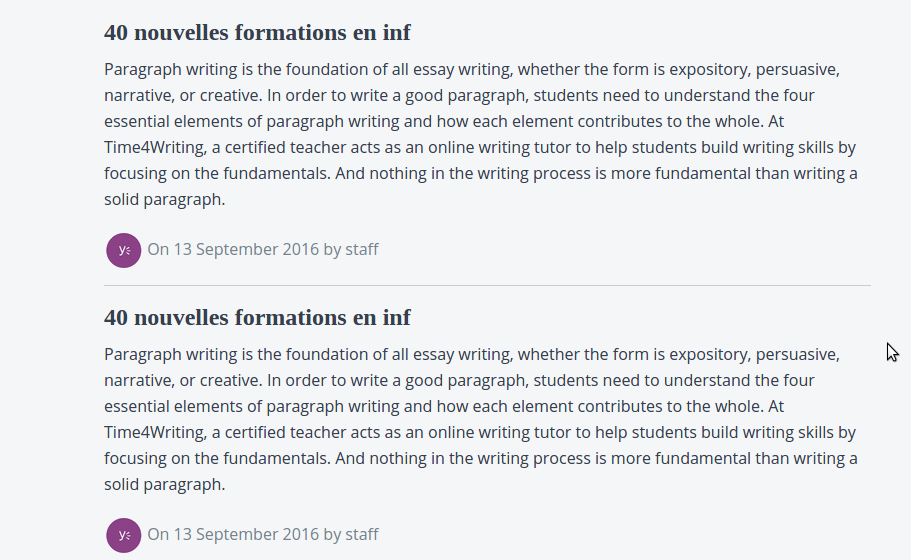 40 nouvelles formations en inf
Paragraph writing is the foundation of all essay writing, whether the form is expository, persuasive,
narrative, or creative. In order to write a good paragraph, students need to understand the four
essential elements of paragraph writing and how each element contributes to the whole. At
Time4Writing, a certified teacher acts as an online writing tutor to help students build writing skills by
focusing on the fundamentals. And nothing in the writing process is more fundamental than writing a
solid paragraph.
On 13 September 2016 by staff
40 nouvelles formations en inf
Paragraph writing is the foundation of all essay writing, whether the form is expository, persuasive,
narrative, or creative. In order to write a good paragraph, students need to understand the four
essential elements of paragraph writing and how each element contributes to the whole. At
Time4Writing, a certified teacher acts as an online writing tutor to help students build writing skills by
focusing on the fundamentals. And nothing in the writing process is more fundamental than writing a
solid paragraph.
On 13 September 2016 by staff